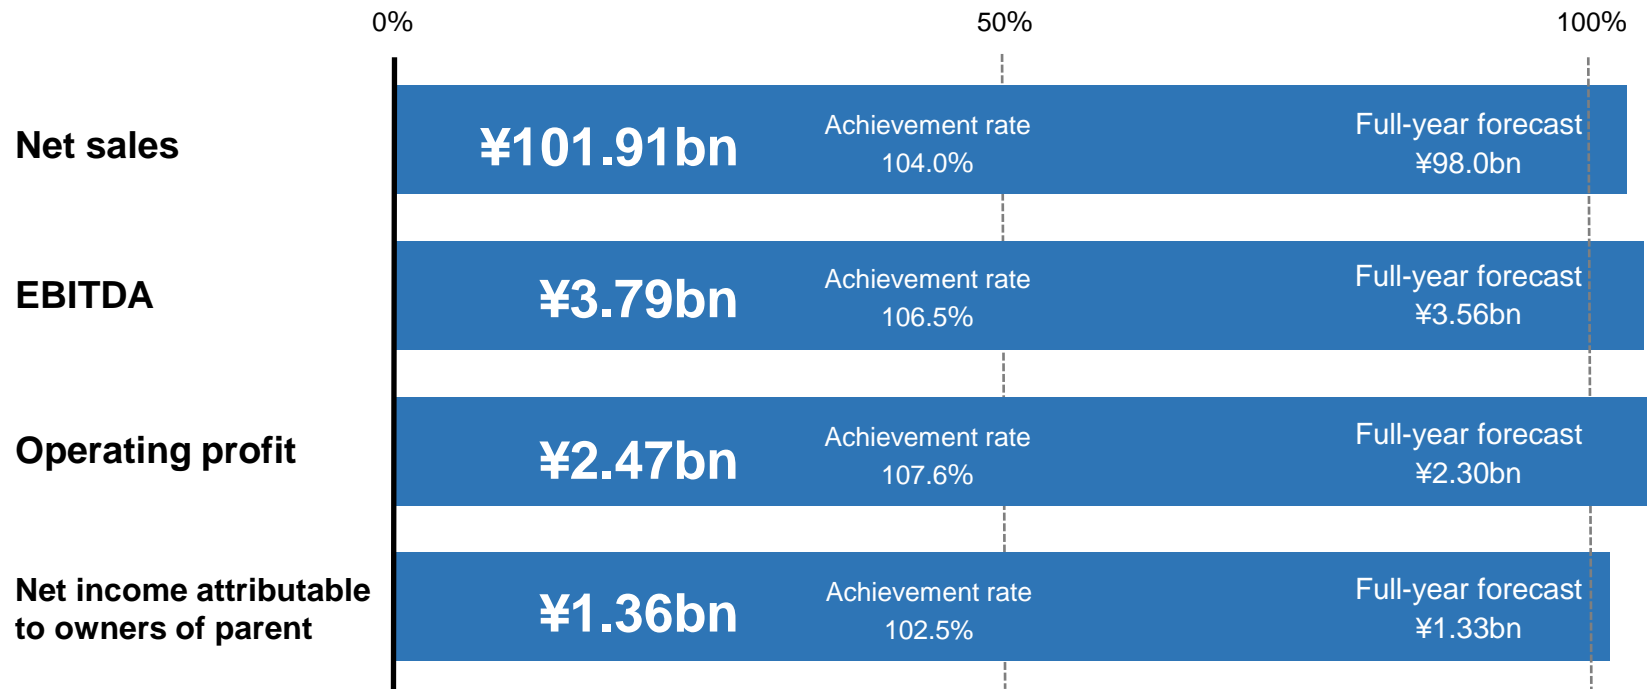 0% 50% 100%
Net sales
¥101.91bn
Achievement rate
104.0%
Full-year forecast
¥98.0bn
EBITDA
¥3.79bn
Achievement rate
106.5%
Full-year forecast
¥3.56bn
Operating profit
¥2.47bn
Achievement rate
107.6%
Full-year forecast
¥2.30bn
Net income attributable
to owners of parent
¥1.36bn
Achievement rate
102.5%
Full-year forecast
¥1.33bn